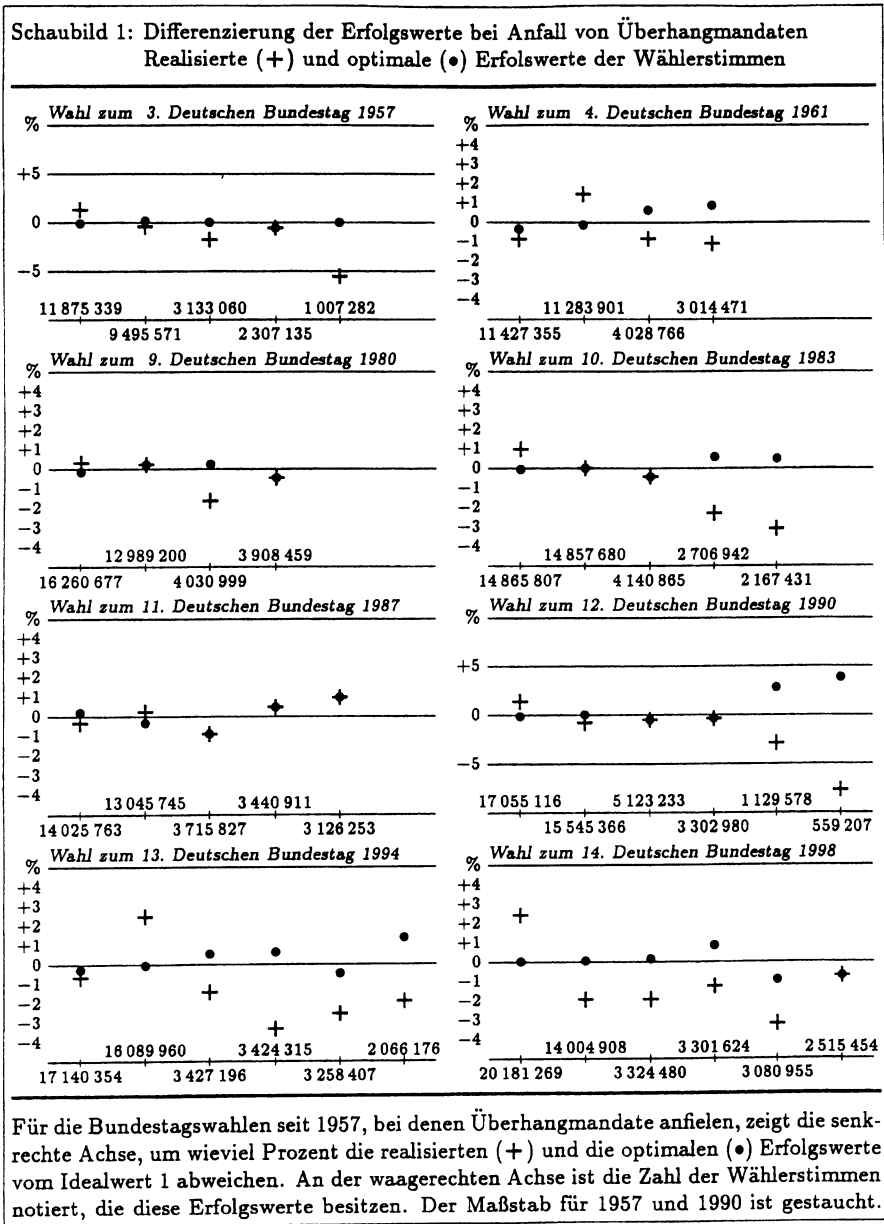 Schaubild 1: Differenzierung der Erfolgswerte bei Anfall von Überhangmandaten
Realisierte (+) und optimale (•) Erfolswerte der Wählerstimmen
% Wahl zum 3. Deutschen Bundestag 1957
+5
0
−5
11 875 339 3 133 060 1 007 282
9 495 571 2 307 135
% Wahl zum 4. Deutschen Bundestag 1961
+4
+3
+2
+1
0
−1
−2
−3
−4
11 283 901 3 014 471
11 427 355 4 028 766
% Wahl zum 9. Deutschen Bundestag 1980
+4
+3
+2
+1
0
−1
−2
−3
−4
12 989 200 3 908 459
16 260 677 4 030 999
% Wahl zum 10. Deutschen Bundestag 1983
+4
+3
+2
+1
0
−1
−2
−3
−4
14 857 680 2 706 942
14 865 807 4 140 865 2 167 431
% Wahl zum 11. Deutschen Bundestag 1987
+4
+3
+2
+1
0
−1
−2
−3
−4
13 045 745 3 440 911
14 025 763 3 715 827 3 126 253
% Wahl zum 12. Deutschen Bundestag 1990
+5
0
−5
17 055 116 5 123 233 1 129 578
15 545 366 3 302 980 559 207
% Wahl zum 13. Deutschen Bundestag 1994
+4
+3
+2
+1
0
−1
−2
−3
−4
16 089 960 3 424 315 2 066 176
17 140 354 3 427 196 3 258 407
% Wahl zum 14. Deutschen Bundestag 1998
+4
+3
+2
+1
0
−1
−2
−3
−4
14 004 908 3 301 624 2 515 454
20 181 269 3 324 480 3 080 955
Für die Bundestagswahlen seit 1957, bei denen Überhangmandate anfielen, zeigt die senk-
rechte Achse, um wieviel Prozent die realisierten (+) und die optimalen (•) Erfolgswerte
vom Idealwert 1 abweichen. An der waagerechten Achse ist die Zahl der Wählerstimmen
notiert, die diese Erfolgswerte besitzen. Der Maßstab für 1957 und 1990 ist gestaucht.